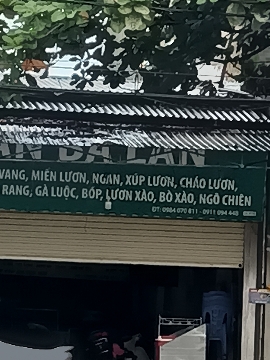 VANG, MIẾN LƯƠN, NGAN, XÚP LƯƠN, CHÁO LƯƠN,
RANG, GÀ LUỘC, BÓP, LƯƠN XÀO, BÒ XÀO, NGÔ CHIÊN
ĐT: 0984 070 811 - 0911 094 448